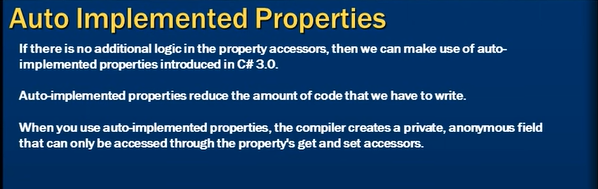 Auto Implemented Properties
If there is no additional logic in the property accessors, then we can make use of auto-
implemented properties introduced in C# 3.0.
Auto-implemented properties reduce the amount of code that we have to write.
When you use auto-implemented properties, the compiler creates a private, anonymous field
that can only be accessed through the property's get and set accessors.